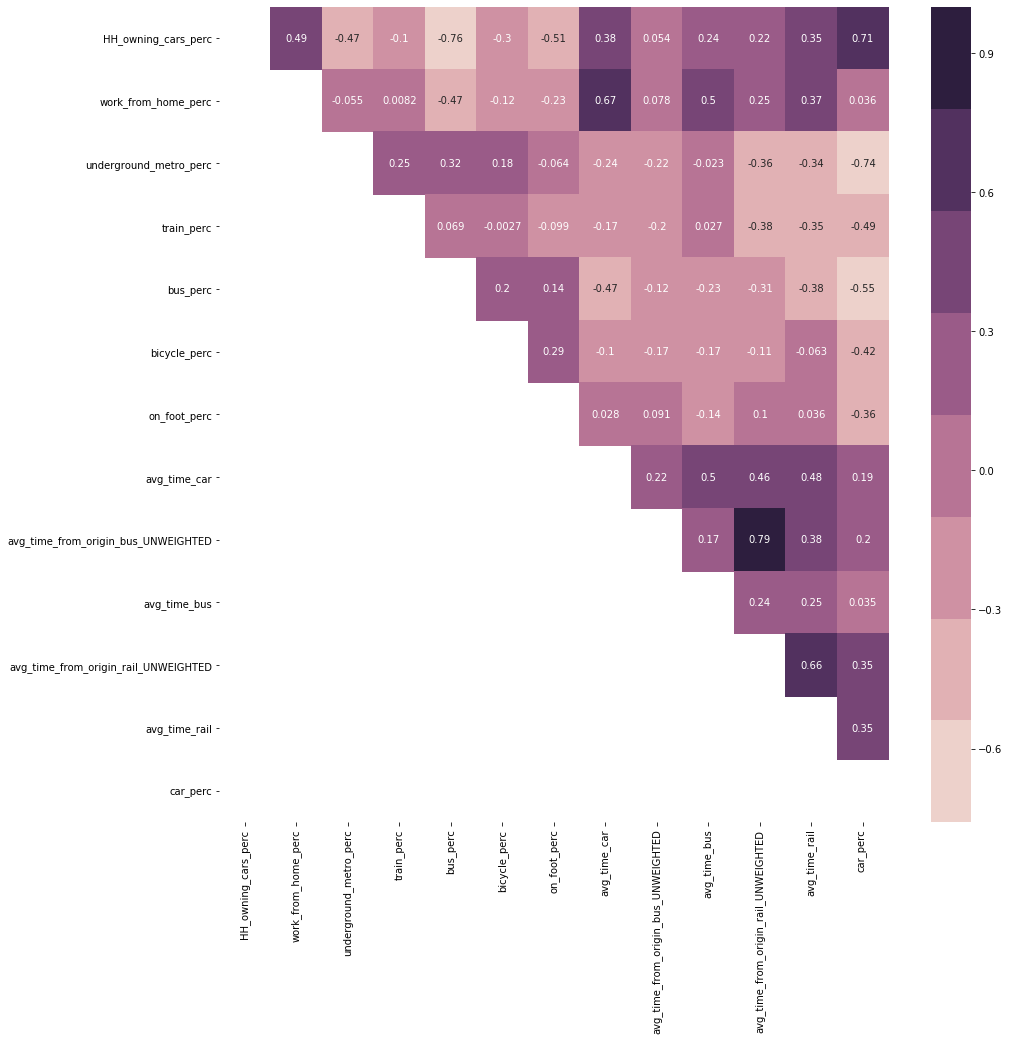 HH_owning_cars_perc 0.49 -0.47 -0.1 -0.76 -0.3 -0.51 0.38 0.054 0.24 0.22 0.35 0.71
work_from_home_perc -0.055 0.0082 -0.47 -0.12 -0.23 0.67 0.078 0.5 0.25 0.37 0.036
underground_metro_perc 0.25 0.32 0.18 -0.064 -0.24 -0.22 -0.023 -0.36 -0.34 -0.74
train_perc 0.069 -0.0027 -0.099 -0.17 -0.2 0.027 -0.38 -0.35 -0.49
bus_perc 0.2 0.14 -0.47 -0.12 -0.23 -0.31 -0.38 -0.55
bicycle_perc 0.29 -0.1 -0.17 -0.17 -0.11 -0.063 -0.42
on_foot_perc 0.028 0.091 -0.14 0.1 0.036 -0.36
avg_time_car 0.22 0.5 0.46 0.48 0.19
avg_time_from_origin_bus_UNWEIGHTED 0.17 0.79 0.38 0.2
avg_time_bus 0.24 0.25 0.035
avg_time_from_origin_rail_UNWEIGHTED 0.66 0.35
avg_time_rail 0.35
car_perc
HH_owning_cars_perc
work_from_home_perc
underground_metro_perc
train_perc
bus_perc
bicycle_perc
on_foot_perc
avg_time_car
avg_time_from_origin_bus_UNWEIGHTED
avg_time_bus
avg_time_from_origin_rail_UNWEIGHTED
avg_time_rail
car_perc
0.9
0.6
0.3
0.0
−0.3
−0.6